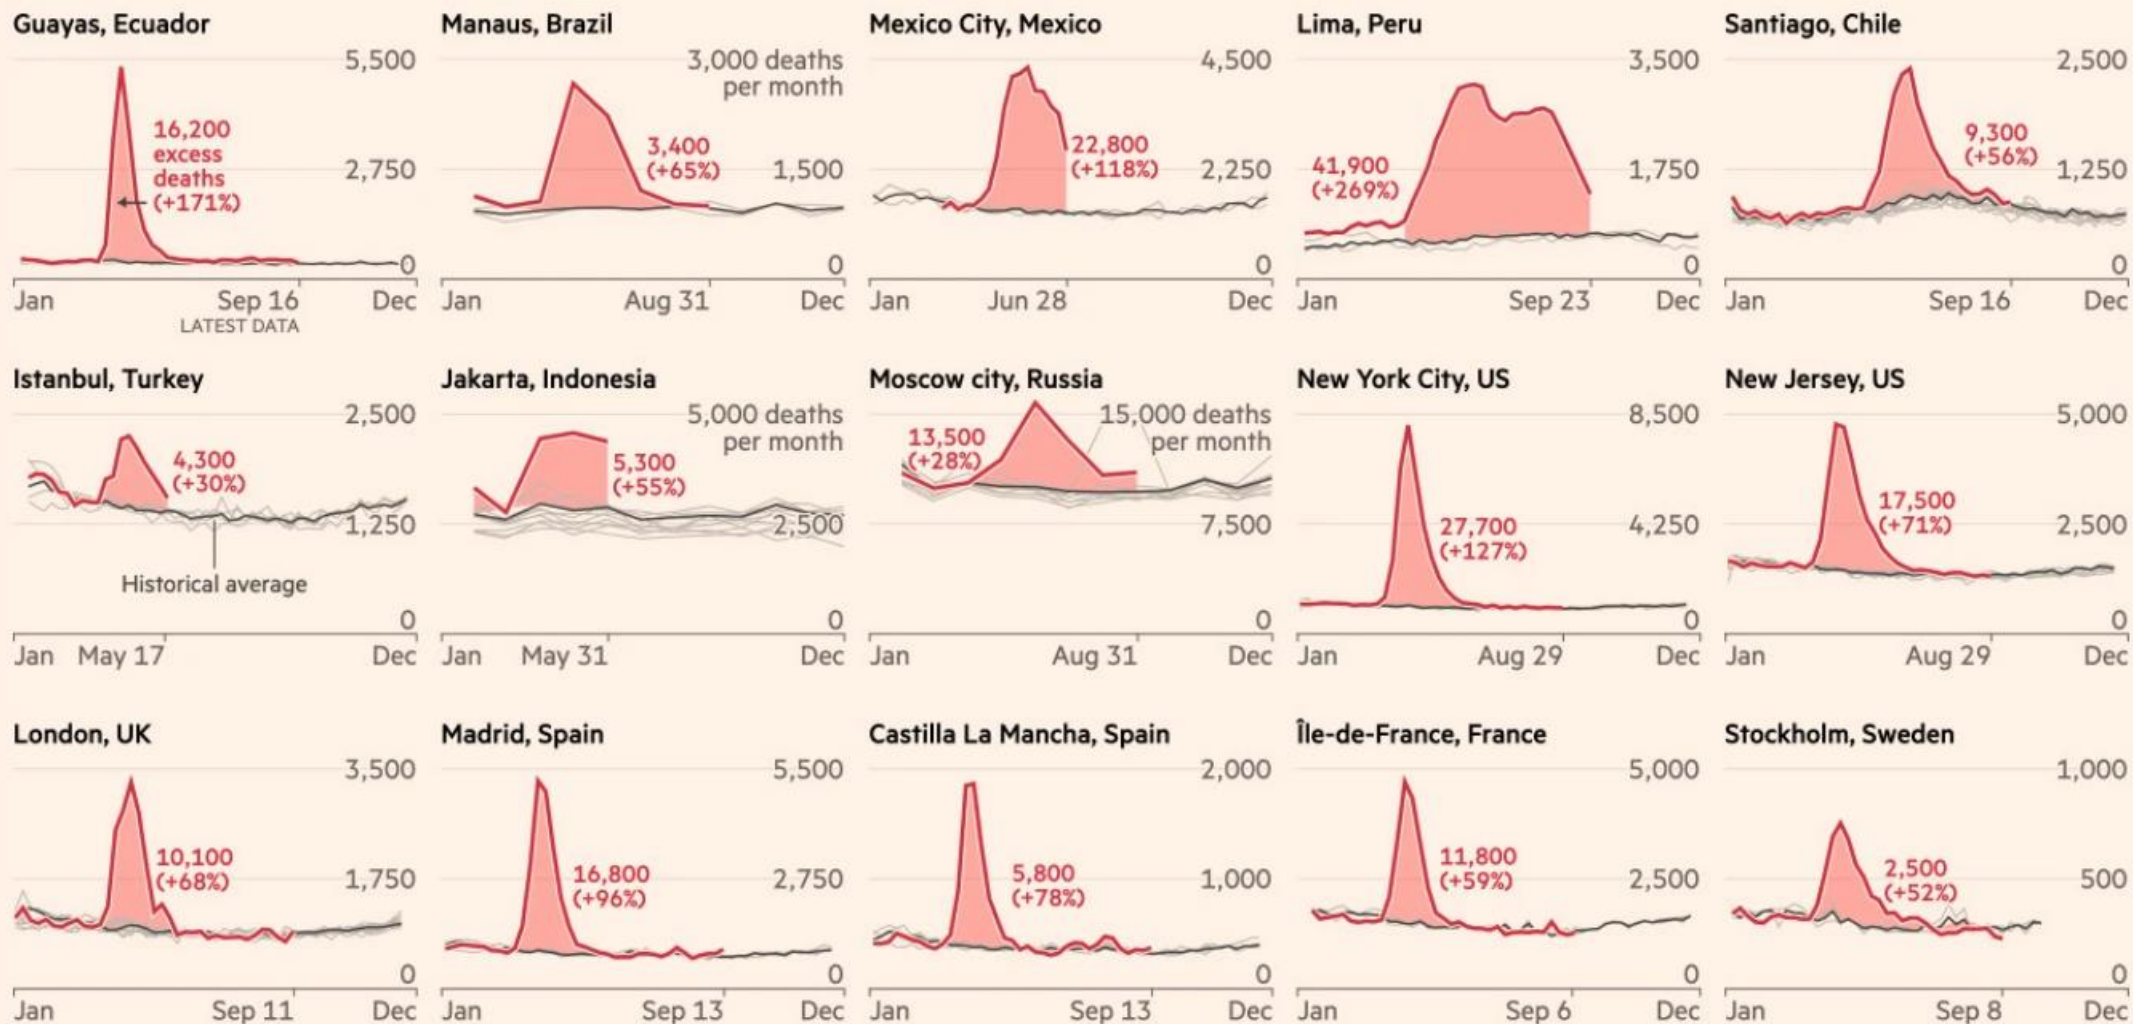 Guayas, Ecuador
5,500
16,200
excess
deaths
(+171%)
2,750
0
Jan Sep 16 Dec
LATEST DATA
Manaus, Brazil
3,000 deaths
per month
3,400
(+65%)
1,500
0
Jan Aug 31 Dec
Mexico City, Mexico
4,500
22,800
(+118%)
2,250
0
Jan Jun 28 Dec
Lima, Peru
3,500
41,900
(+269%)
1,750
0
Jan Sep 23 Dec
Santiago, Chile
2,500
9,300
(+56%)
1,250
0
Jan Sep 16 Dec
Istanbul, Turkey
2,500
4,300
(+30%)
1,250
Historical average
0
Jan May 17 Dec
Jakarta, Indonesia
5,000 deaths
per month
5,300
(+55%)
2,500
0
Jan May 31 Dec
Moscow city, Russia
15,000 deaths
per month
13,500
(+28%)
7,500
0
Jan Aug 31 Dec
New York City, US
8,500
27,700
(+127%)
4,250
0
Jan Aug 29 Dec
New Jersey, US
5,000
17,500
(+71%)
2,500
0
Jan Aug 29 Dec
London, UK
3,500
10,100
(+68%)
1,750
0
Jan Sep 11 Dec
Madrid, Spain
5,500
16,800
(+96%)
2,750
0
Jan Sep 13 Dec
Castilla La Mancha, Spain
2,000
5,800
(+78%)
1,000
0
Jan Sep 13 Dec
Île-de-France, France
5,000
11,800
(+59%)
2,500
0
Jan Sep 6 Dec
Stockholm, Sweden
1,000
2,500
(+52%)
500
0
Jan Sep 8 Dec